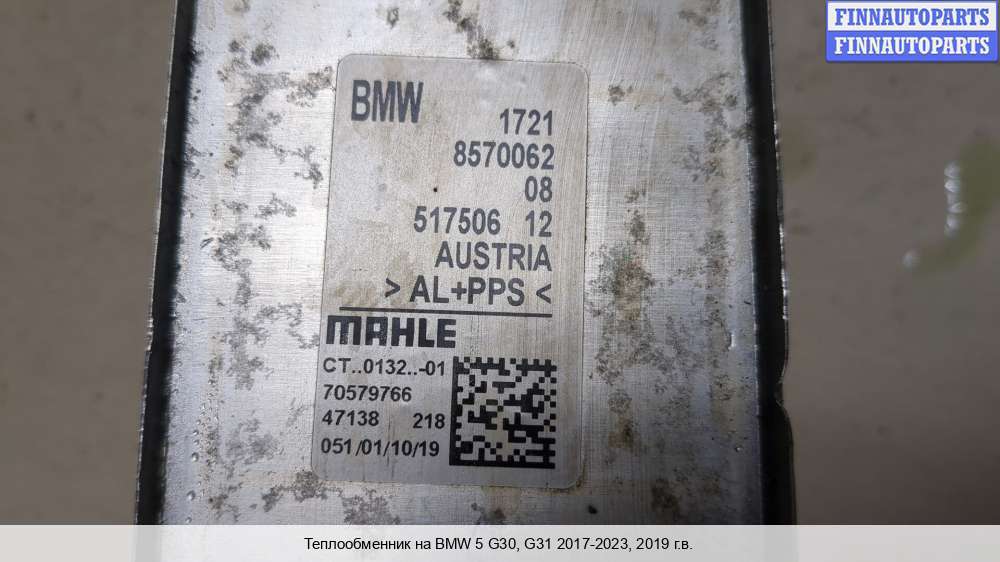 FINNAUTOPARTS
FINNAUTOPARTS
BMW 1721
8570062
08
517506 12
AUSTRIA
> AL+PPS <
MAHLE
CT..0132..-01
70579766
47138 218
051/01/10/19
Теплообменник на BMW 5 G30, G31 2017-2023, 2019 г.в.